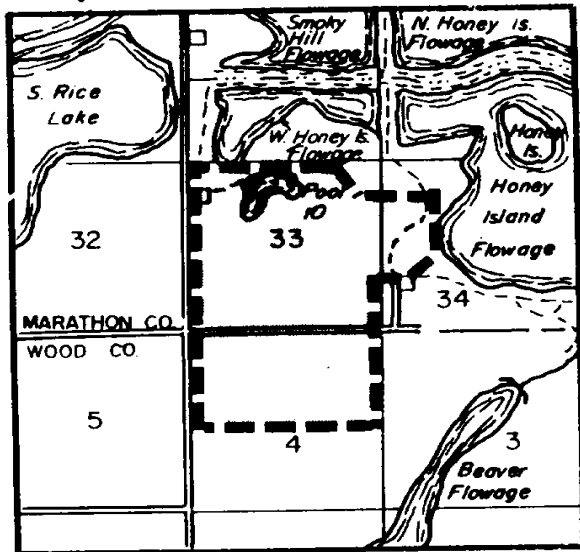 Smoky
Hill
Flowage
N. Honey Is.
Flowage
S. Rice
Lake
W. Honey Is.
Flowage
Honey
Is.
Pool
10
Honey
Island
Flowage
32
33
34
MARATHON CO.
WOOD CO.
5
4
3
Beaver
Flowage